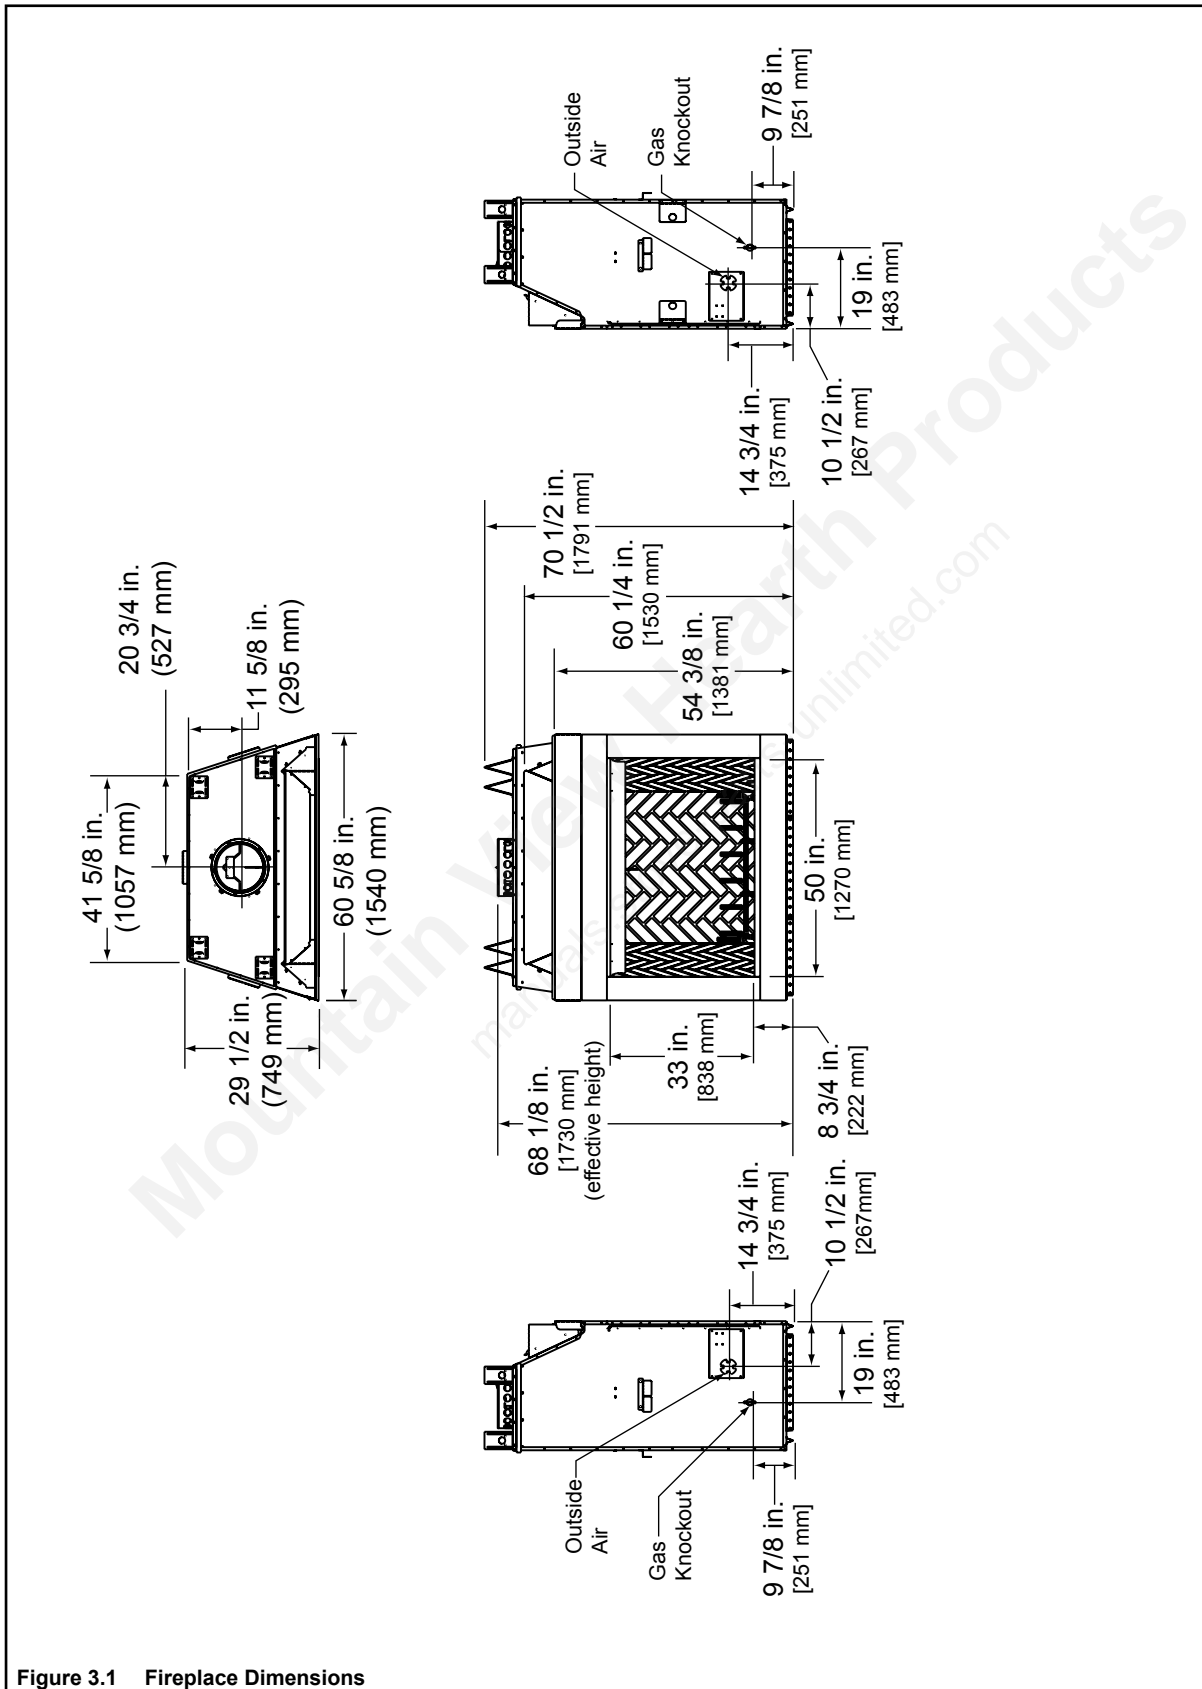 Outside
Air
Gas
Knockout
9 7/8 in.
[251 mm]
19 in.
[483 mm]
14 3/4 in.
[375 mm]
10 1/2 in.
[267 mm]
20 3/4 in.
(527 mm)
11 5/8 in.
(295 mm)
41 5/8 in.
(1057 mm)
60 5/8 in.
(1540 mm)
29 1/2 in.
(749 mm)
70 1/2 in.
[1791 mm]
60 1/4 in.
[1530 mm]
54 3/8 in.
[1381 mm]
50 in.
[1270 mm]
33 in.
[838 mm]
68 1/8 in.
[1730 mm]
(effective height)
8 3/4 in.
[222 mm]
14 3/4 in.
[375 mm]
10 1/2 in.
[267mm]
19 in.
[483 mm]
Outside
Air
Gas
Knockout
9 7/8 in.
[251 mm]
Mountain View Hearth Products
unlimited.com
Figure 3.1 Fireplace Dimensions